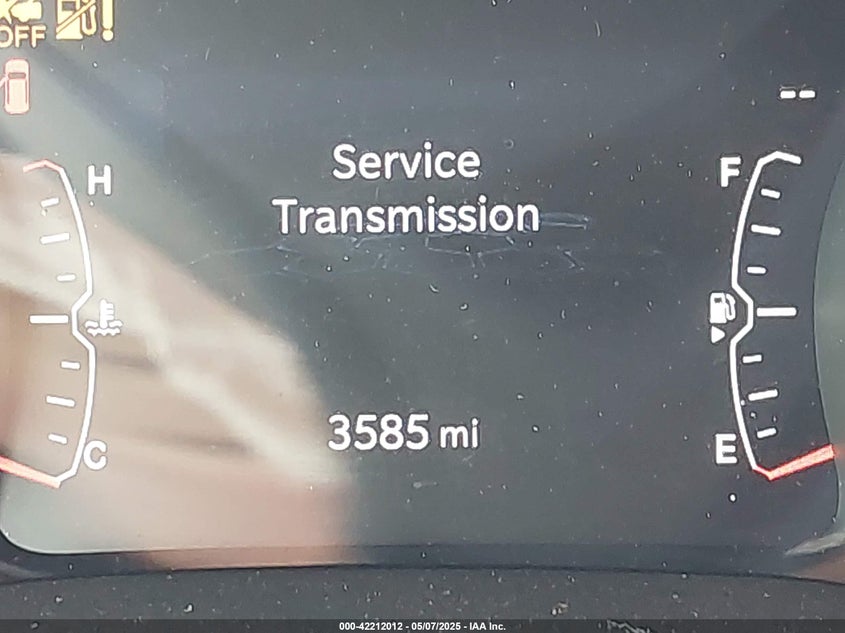 OFF
--
H
F
Service
Transmission
3585 mi
C
E
000-42212012 - 05/07/2025 - IAA Inc.